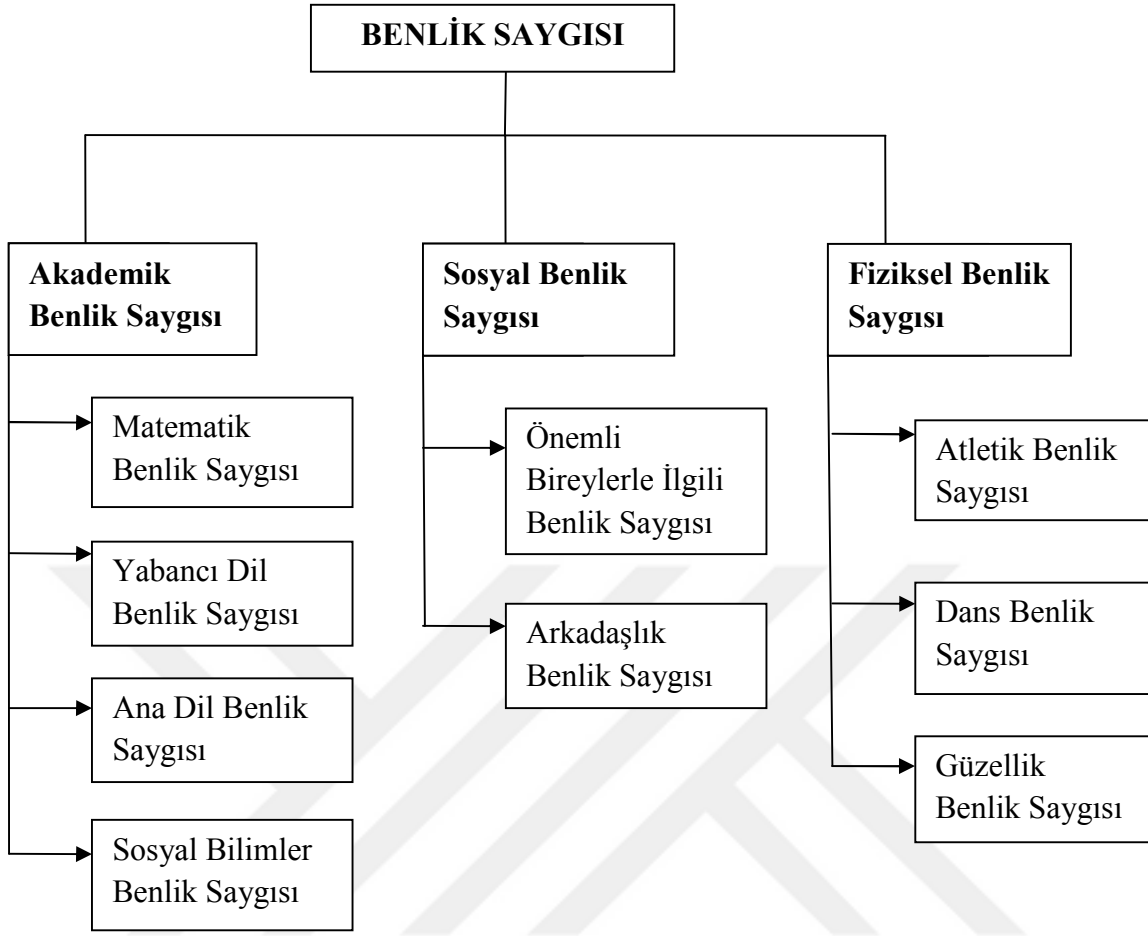 BENLİK SAYGISI
Akademik
Benlik Saygısı
Matematik
Benlik Saygısı
Yabancı Dil
Benlik Saygısı
Ana Dil Benlik
Saygısı
Sosyal Bilimler
Benlik Saygısı
Sosyal Benlik
Saygısı
Önemli
Bireylerle İlgili
Benlik Saygısı
Arkadaşlık
Benlik Saygısı
Fiziksel Benlik
Saygısı
Atletik Benlik
Saygısı
Dans Benlik
Saygısı
Güzellik
Benlik Saygısı